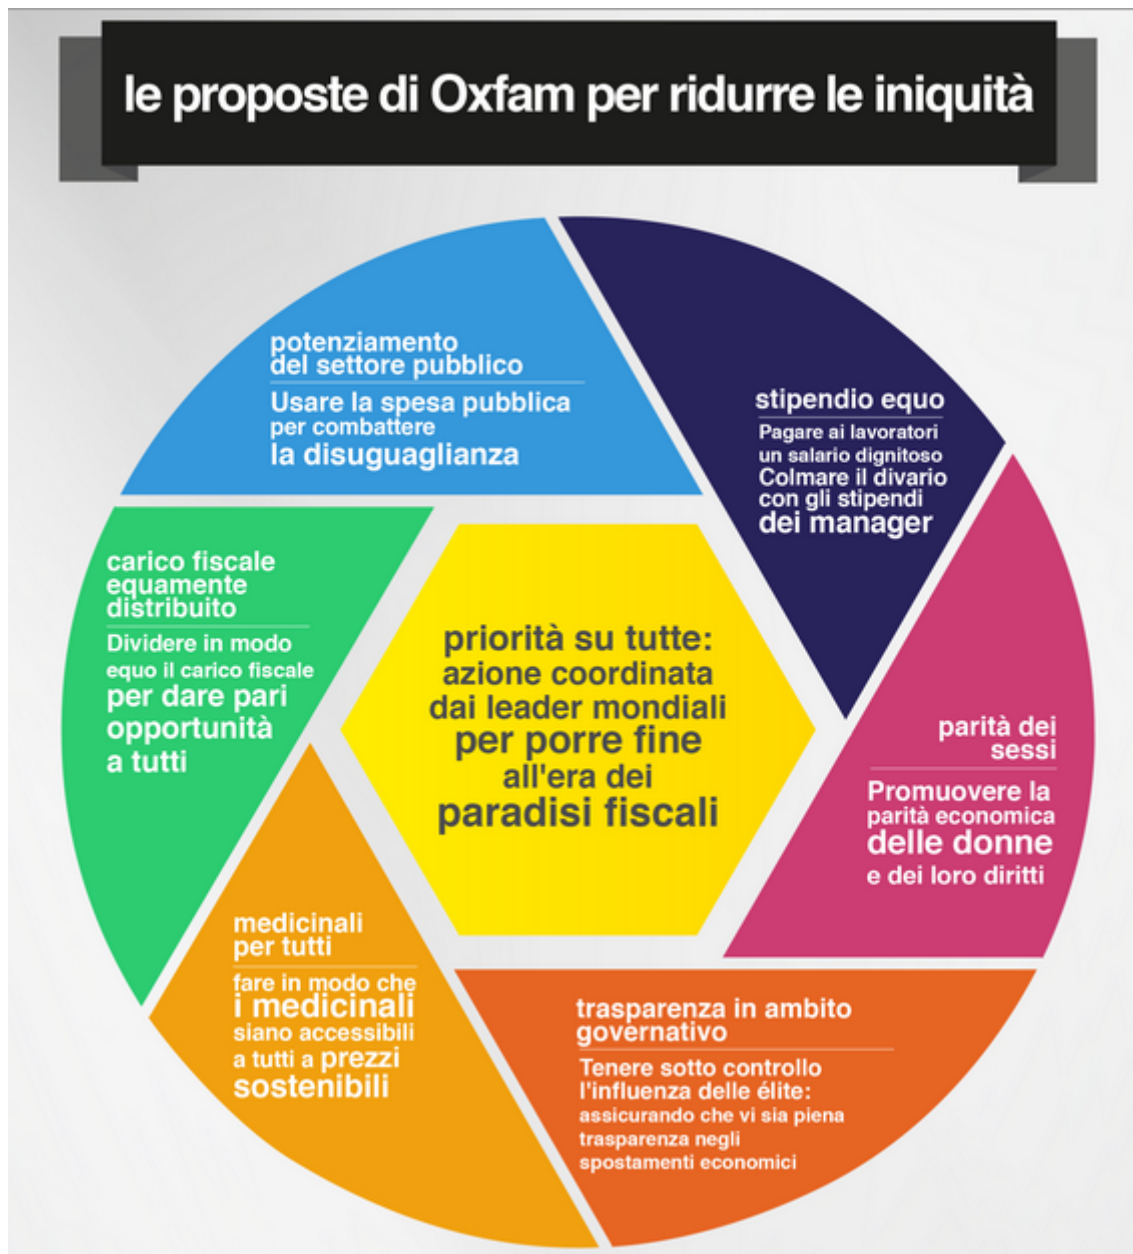 le proposte di Oxfam per ridurre le iniquità
potenziamento
del settore pubblico
Usare la spesa pubblica
per combattere
la disuguaglianza
stipendio equo
Pagare ai lavoratori
un salario dignitoso
Colmare il divario
con gli stipendi
dei manager
carico fiscale
equamente
distribuito
Dividere in modo
equo il carico fiscale
per dare pari
opportunità
a tutti
priorità su tutte:
azione coordinata
dai leader mondiali
per porre fine
all'era dei
paradisi fiscali
parità dei
sessi
Promuovere la
parità economica
delle donne
e dei loro diritti
medicinali
per tutti
fare in modo che
i medicinali
siano accessibili
a tutti a prezzi
sostenibili
trasparenza in ambito
governativo
Tenere sotto controllo
l'influenza delle élite:
assicurando che vi sia piena
trasparenza negli
spostamenti economici